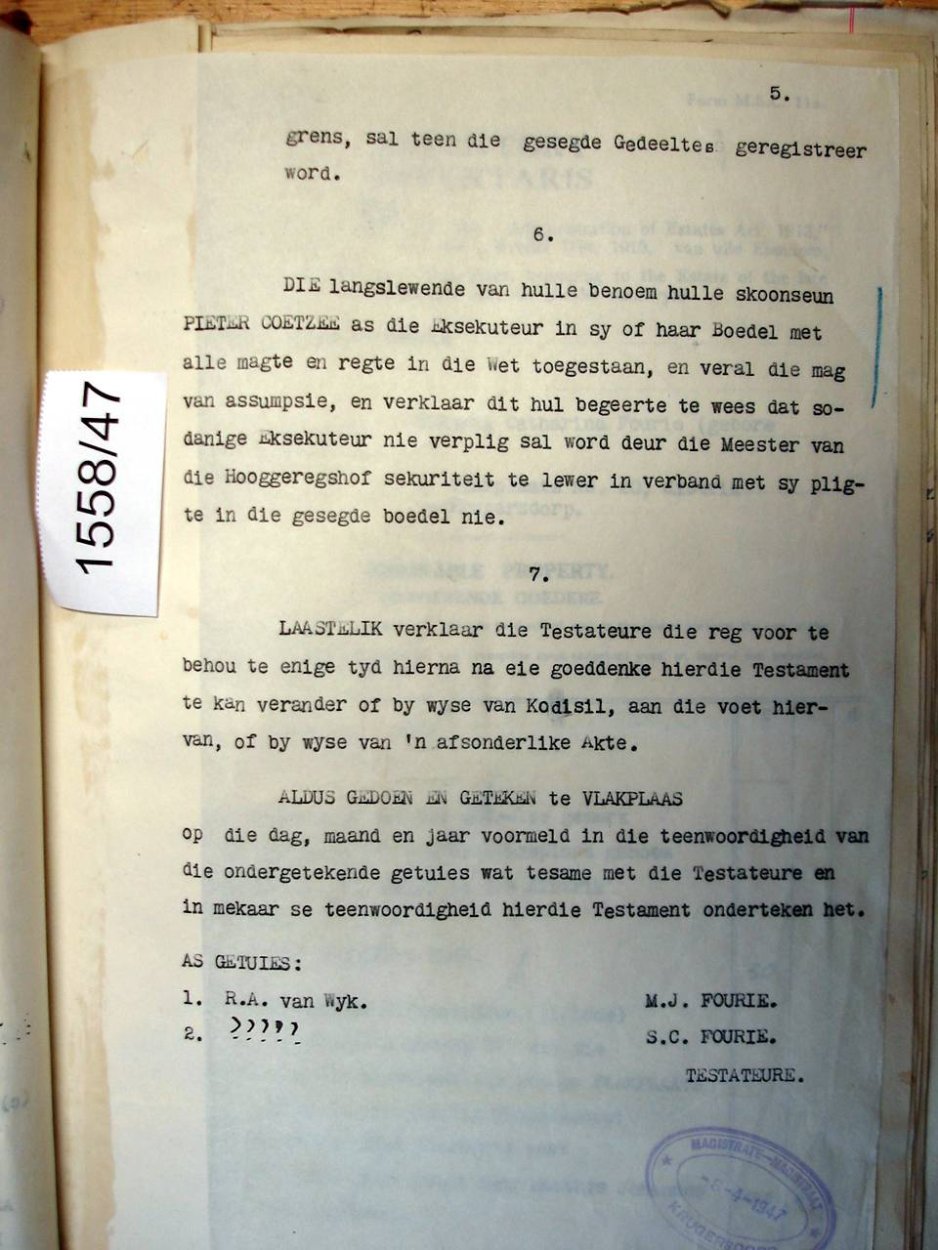 5.
grens, sal teen die gesegde Gedeeltes geregistreer
word.
6.
DIE langslewende van hulle benoem hulle skoonseun
PIETER COETZEE as die Eksekuteur in sy of haar Boedel met
alle magte en regte in die Wet toegestaan, en veral die mag
van assumpsie, en verklaar dit hul begeerte te wees dat so-
danige Eksekuteur nie verplig sal word deur die Meester van
die Hooggeregshof sekuriteit te lewer in verband met sy plig-
te in die gesegde boedel nie.
1558/47
7.
LAASTELIK verklaar die Testateure die reg voor te
behou te enige tyd hierna na eie goeddenke hierdie Testament
te kan verander of by wyse van Kodisil, aan die voet hier-
van, of by wyse van 'n afsonderlike Akte.
ALDUS GEDOEN EN GETEKEN te VLAKPLAAS
op die dag, maand en jaar voormeld in die teenwoordigheid van
die ondergetekende getuies wat tesame met die Testateure en
in mekaar se teenwoordigheid hierdie Testament onderteken het.
AS GETUIES:
1. R.A. van Wyk. M.J. FOURIE.
2. ????? S.C. FOURIE.
TESTATEURE.
MAGISTRATE—MAGISTRAAT
-4-1947